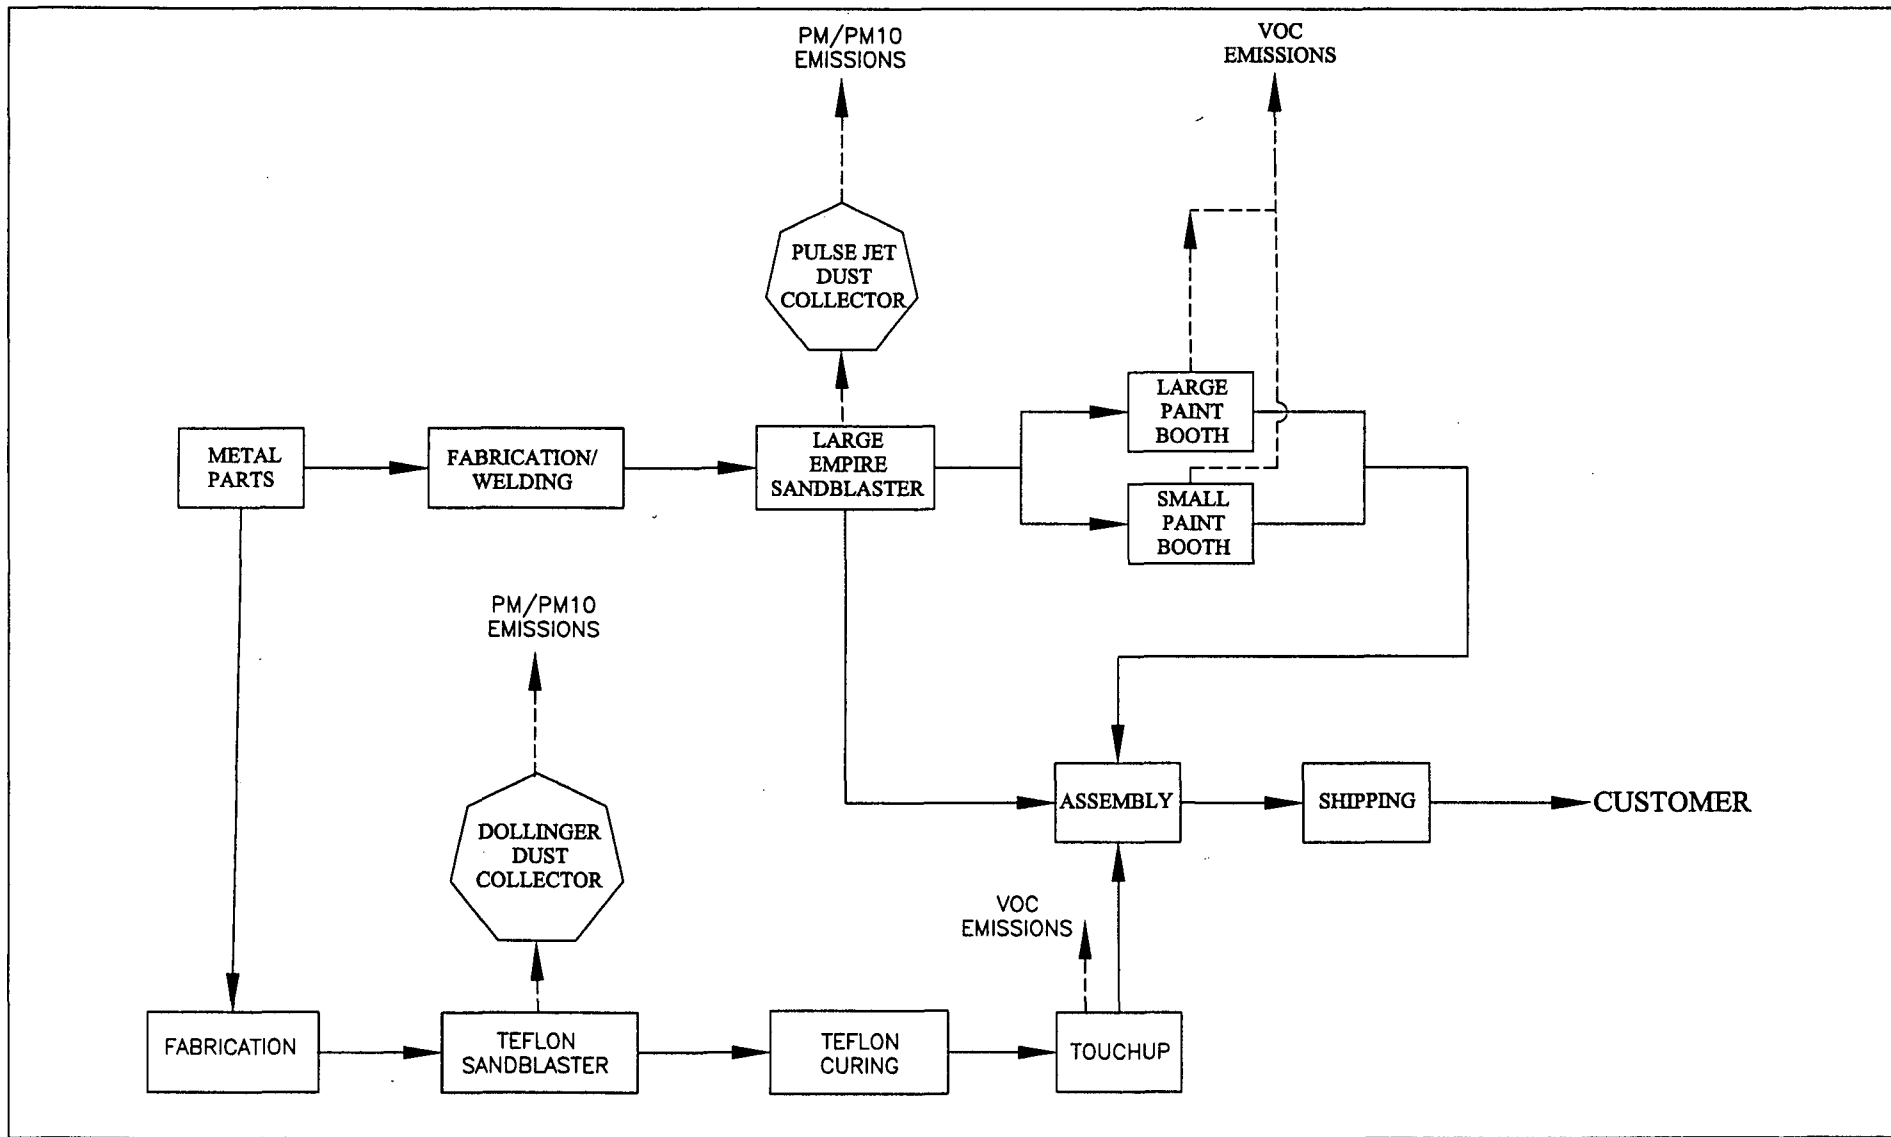 PM/PM10
EMISSIONS
VOC
EMISSIONS
PULSE JET
DUST
COLLECTOR
LARGE
PAINT
BOOTH
METAL
PARTS
FABRICATION/
WELDING
LARGE
EMPIRE
SANDBLASTER
SMALL
PAINT
BOOTH
PM/PM10
EMISSIONS
ASSEMBLY
SHIPPING
CUSTOMER
DOLLINGER
DUST
COLLECTOR
VOC
EMISSIONS
FABRICATION
TEFLON
SANDBLASTER
TEFLON
CURING
TOUCHUP